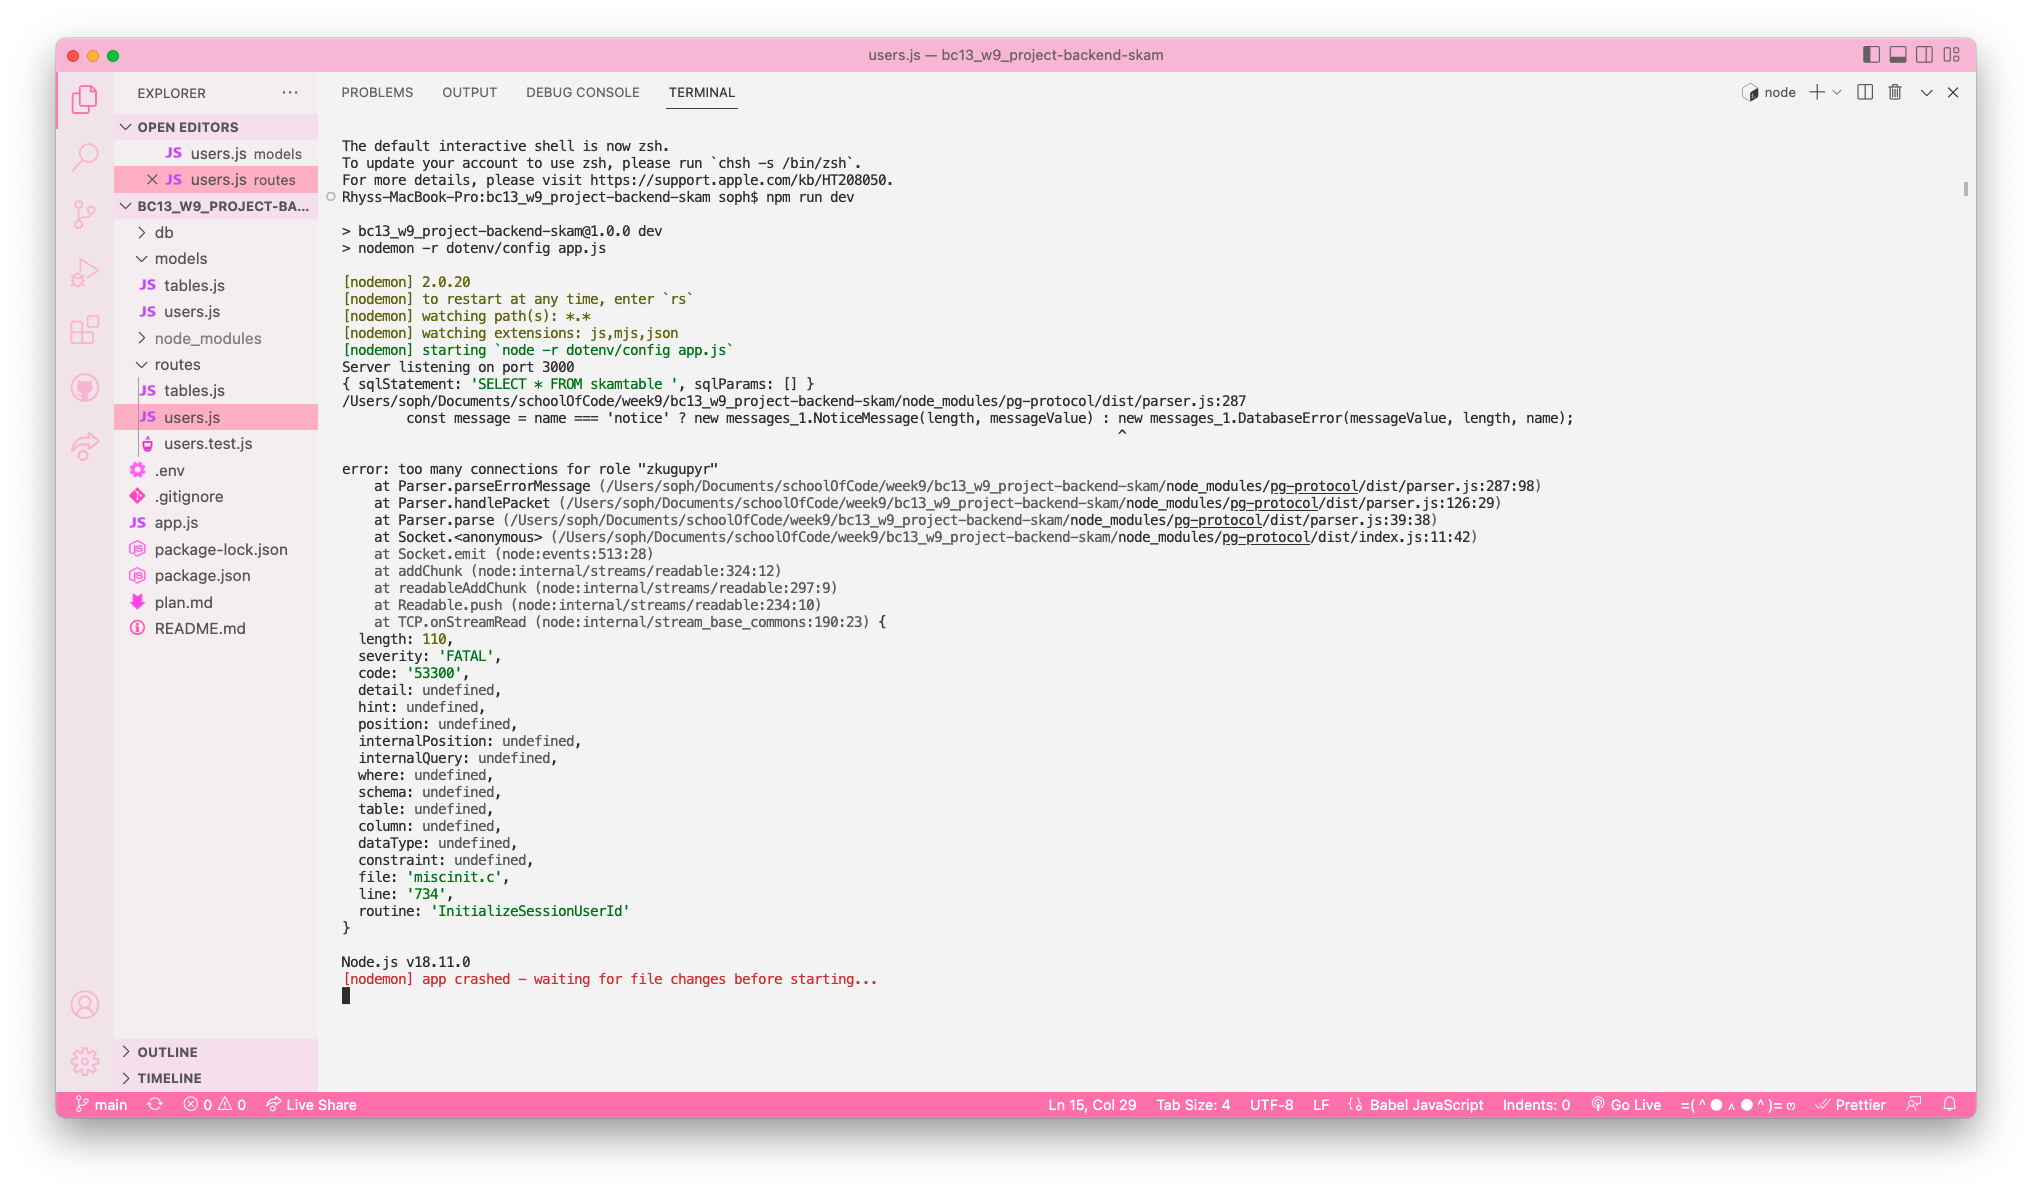 users.js — bc13_w9_project-backend-skam
EXPLORER
OPEN EDITORS
JS users.js models
JS users.js routes
BC13_W9_PROJECT-BA...
db
models
JS tables.js
JS users.js
node_modules
routes
JS tables.js
JS users.js
users.test.js
.env
.gitignore
JS app.js
package-lock.json
package.json
plan.md
README.md
OUTLINE
TIMELINE
PROBLEMS OUTPUT DEBUG CONSOLE TERMINAL
node
The default interactive shell is now zsh.
To update your account to use zsh, please run `chsh -s /bin/zsh`.
For more details, please visit https://support.apple.com/kb/HT208050.
Rhyss-MacBook-Pro:bc13_w9_project-backend-skam soph$ npm run dev
> bc13_w9_project-backend-skam@1.0.0 dev
> nodemon -r dotenv/config app.js
[nodemon] 2.0.20
[nodemon] to restart at any time, enter `rs`
[nodemon] watching path(s): *.*
[nodemon] watching extensions: js,mjs,json
[nodemon] starting `node -r dotenv/config app.js`
Server listening on port 3000
{ sqlStatement: 'SELECT * FROM skamtable ', sqlParams: [] }
/Users/soph/Documents/schoolOfCode/week9/bc13_w9_project-backend-skam/node_modules/pg-protocol/dist/parser.js:287
const message = name === 'notice' ? new messages_1.NoticeMessage(length, messageValue) : new messages_1.DatabaseError(messageValue, length, name);
^
error: too many connections for role "zkugupyr"
at Parser.parseErrorMessage (/Users/soph/Documents/schoolOfCode/week9/bc13_w9_project-backend-skam/node_modules/pg-protocol/dist/parser.js:287:98)
at Parser.handlePacket (/Users/soph/Documents/schoolOfCode/week9/bc13_w9_project-backend-skam/node_modules/pg-protocol/dist/parser.js:126:29)
at Parser.parse (/Users/soph/Documents/schoolOfCode/week9/bc13_w9_project-backend-skam/node_modules/pg-protocol/dist/parser.js:39:38)
at Socket.<anonymous> (/Users/soph/Documents/schoolOfCode/week9/bc13_w9_project-backend-skam/node_modules/pg-protocol/dist/index.js:11:42)
at Socket.emit (node:events:513:28)
at addChunk (node:internal/streams/readable:324:12)
at readableAddChunk (node:internal/streams/readable:297:9)
at Readable.push (node:internal/streams/readable:234:10)
at TCP.onStreamRead (node:internal/stream_base_commons:190:23) {
length: 110,
severity: 'FATAL',
code: '53300',
detail: undefined,
hint: undefined,
position: undefined,
internalPosition: undefined,
internalQuery: undefined,
where: undefined,
schema: undefined,
table: undefined,
column: undefined,
dataType: undefined,
constraint: undefined,
file: 'miscinit.c',
line: '734',
routine: 'InitializeSessionUserId'
}
Node.js v18.11.0
[nodemon] app crashed - waiting for file changes before starting...
main 0 0 Live Share Ln 15, Col 29 Tab Size: 4 UTF-8 LF Babel JavaScript Indents: 0 Go Live =(^●ㅅ●^)=ෆ Prettier